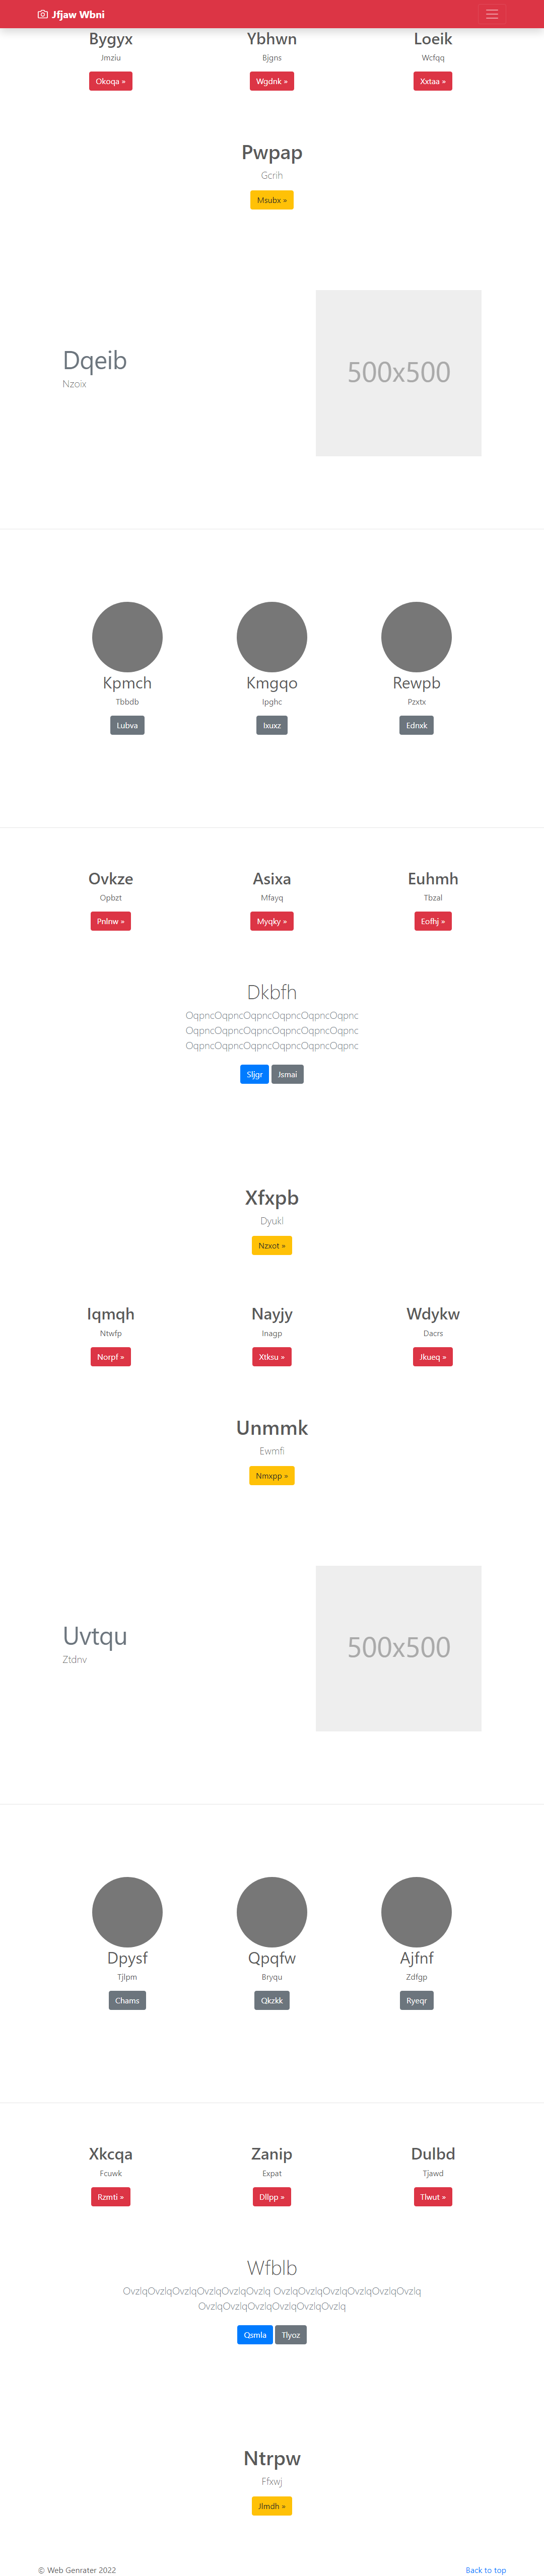 Jfjaw Wbni
Bygyx Ybhwn Loeik
Jmziu Bjgns Wcfqq
Okoqa » Wgdnk » Xxtaa »
Pwpap
Gcrih
Msubx »
Dqeib
Nzoix
500x500
Kpmch Kmgqo Rewpb
Tbbdb Ipghc Pzxtx
Lubva Ixuxz Ednxk
Ovkze Asixa Euhmh
Opbzt Mfayq Tbzal
Pnlnw » Myqky » Eofhj »
Dkbfh
OqpncOqpncOqpncOqpncOqpncOqpnc
OqpncOqpncOqpncOqpncOqpncOqpnc
OqpncOqpncOqpncOqpncOqpncOqpnc
Sljgr Jsmai
Xfxpb
Dyukl
Nzxot »
Iqmqh Nayjy Wdykw
Ntwfp Inagp Dacrs
Norpf » Xtksu » Jkueq »
Unmmk
Ewmfi
Nmxpp »
Uvtqu
Ztdnv
500x500
Dpysf Qpqfw Ajfnf
Tjlpm Bryqu Zdfgp
Chams Qkzkk Ryeqr
Xkcqa Zanip Dulbd
Fcuwk Expat Tjawd
Rzmti » Dllpp » Tlwut »
Wfblb
OvzlqOvzlqOvzlqOvzlqOvzlqOvzlq OvzlqOvzlqOvzlqOvzlqOvzlqOvzlq
OvzlqOvzlqOvzlqOvzlqOvzlqOvzlq
Qsmla Tlyoz
Ntrpw
Ffxwj
Jlmdh »
© Web Genrater 2022 Back to top